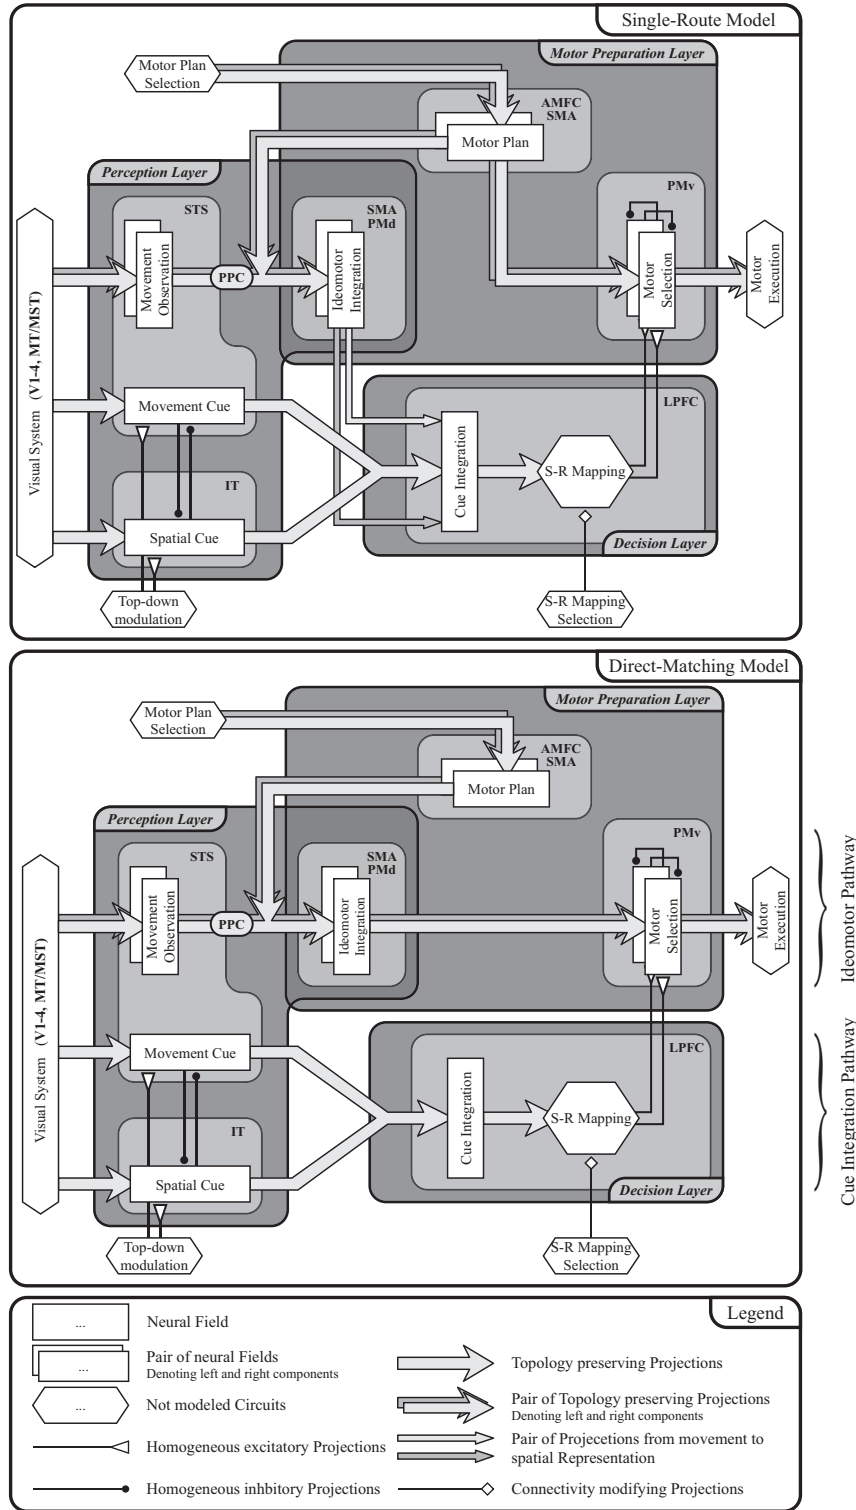 Single-Route Model
Motor Preparation Layer
Motor Plan
Selection
AMFC
SMA
Motor Plan
Perception Layer
STS
SMA
PMd
PMv
Visual System (V1-4, MT/MST)
Movement
Observation
PPC
Ideomotor
Integration
Motor
Selection
Motor
Execution
Movement Cue
LPFC
Cue Integration
S-R Mapping
IT
Spatial Cue
Decision Layer
Top-down
modulation
S-R Mapping
Selection
Direct-Matching Model
Motor Preparation Layer
Motor Plan
Selection
AMFC
SMA
Motor Plan
Perception Layer
STS
SMA
PMd
PMv
Visual System (V1-4, MT/MST)
Movement
Observation
PPC
Ideomotor
Integration
Motor
Selection
Motor
Execution
Ideomotor Pathway
Movement Cue
LPFC
Cue Integration
S-R Mapping
Cue Integration Pathway
IT
Spatial Cue
Decision Layer
Top-down
modulation
S-R Mapping
Selection
Legend
...
Neural Field
...
Pair of neural Fields
Denoting left and right components
...
Not modeled Circuits
Homogeneous excitatory Projections
Homogeneous inhbitory Projections
Topology preserving Projections
Pair of Topology preserving Projections
Denoting left and right components
Pair of Projecetions from movement to
spatial Representation
Connectivity modifying Projections